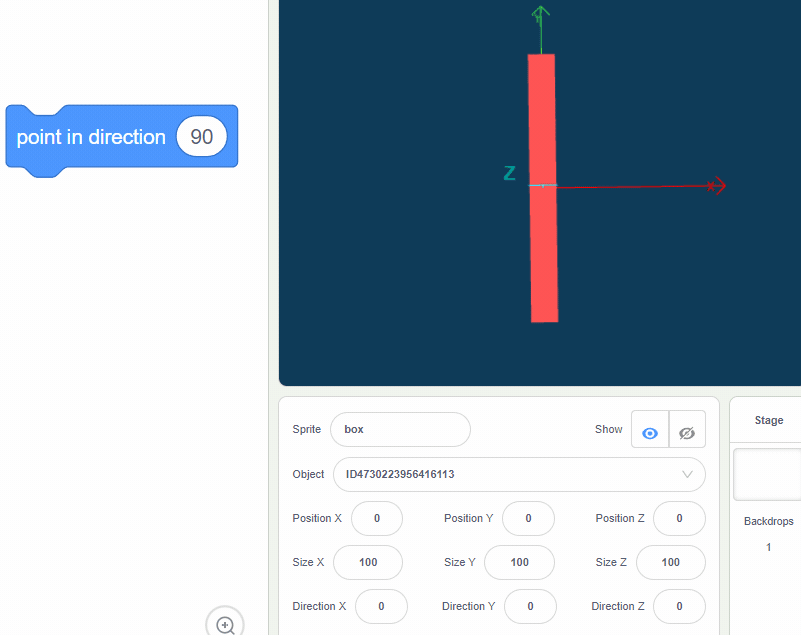 Y
point in direction 90
Z
X
Sprite box
Show
Object ID4730223956416113
Position X 0
Position Y 0
Position Z 0
Size X 100
Size Y 100
Size Z 100
Direction X 0
Direction Y 0
Direction Z 0
Stage
Backdrops
1